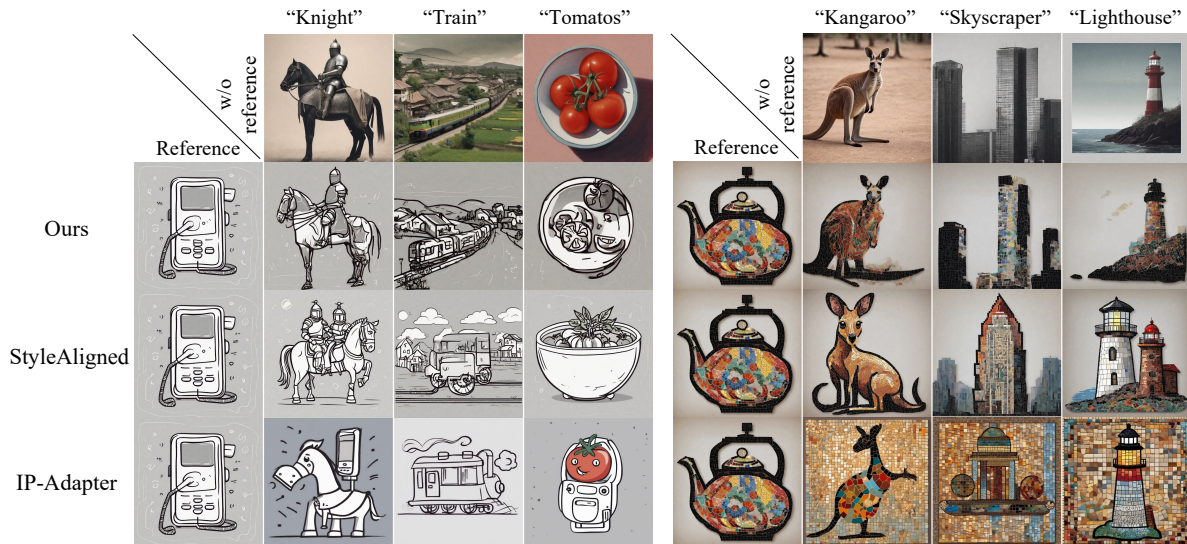 “Knight” “Train” “Tomatos” “Kangaroo” “Skyscraper” “Lighthouse”
w/o
reference
Reference
w/o
reference
Reference
Ours
StyleAligned
IP-Adapter